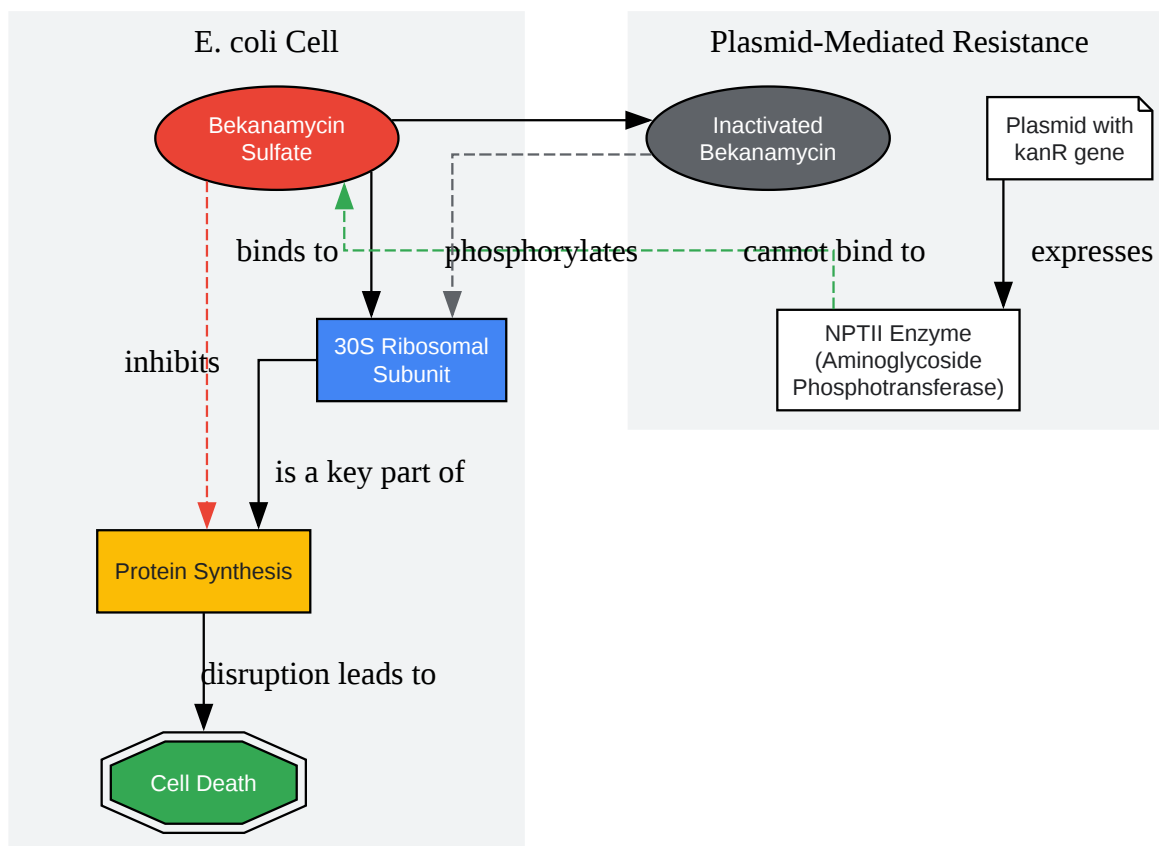 E. coli Cell
Plasmid-Mediated Resistance
Bekanamycin
Sulfate
Inactivated
Bekanamycin
Plasmid with
kanR gene
binds to
phosphorylates
cannot bind to
expresses
30S Ribosomal
Subunit
NPTII Enzyme
(Aminoglycoside
Phosphotransferase)
inhibits
is a key part of
Protein Synthesis
disruption leads to
Cell Death